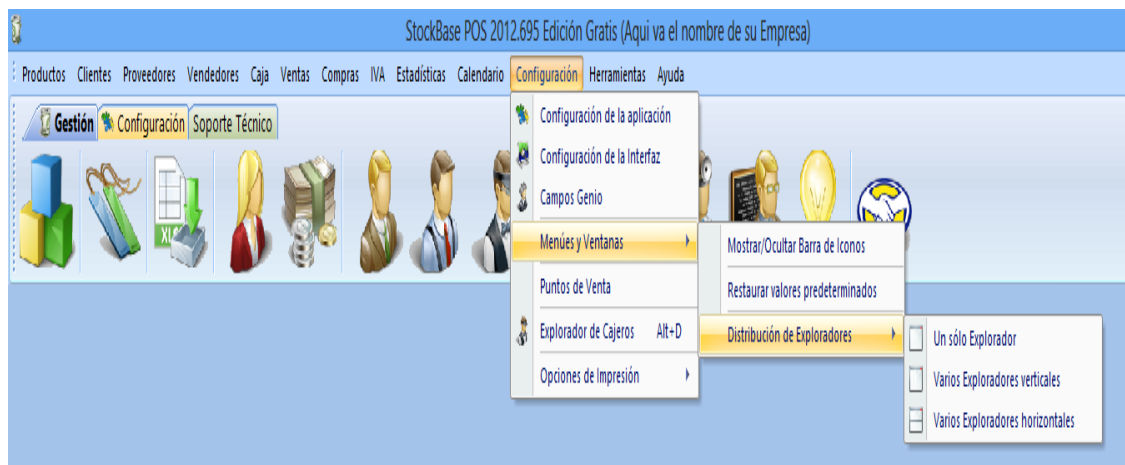 StockBase POS 2012.695 Edición Gratis (Aqui va el nombre de su Empresa)
Productos Clientes Proveedores Vendedores Caja Ventas Compras IVA Estadísticas Calendario Configuración Herramientas Ayuda
Gestión Configuración Soporte Técnico
Configuración de la aplicación
Configuración de la Interfaz
Campos Genio
Menúes y Ventanas
Puntos de Venta
Explorador de Cajeros Alt+D
Opciones de Impresión
Mostrar/Ocultar Barra de Iconos
Restaurar valores predeterminados
Distribución de Exploradores
Un sólo Explorador
Varios Exploradores verticales
Varios Exploradores horizontales